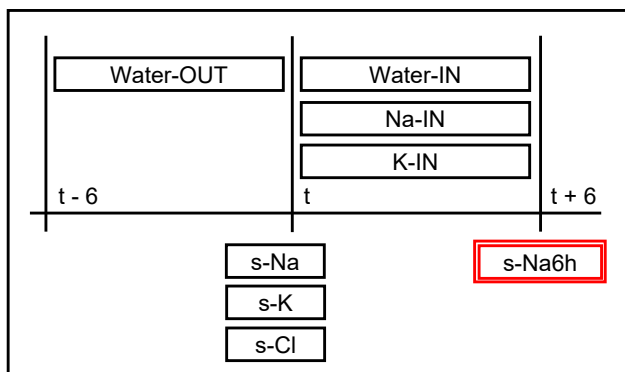 Water-OUT Water-IN
Na-IN
K-IN
t - 6 t t + 6
s-Na s-Na6h
s-K
s-Cl